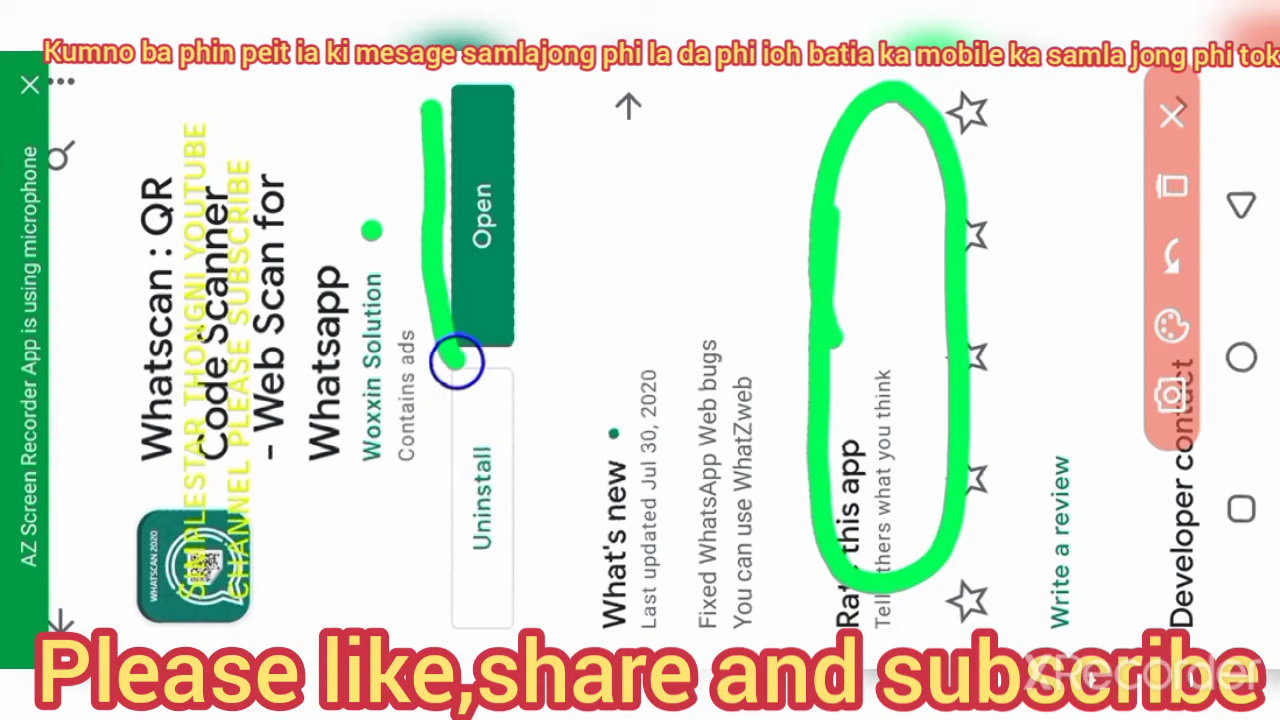 Kumno ba phin peit ia ki mesage samlajong phi la da phi ioh batia ka mobile ka samla jong phi tok
AZ Screen Recorder App is using microphone
WHATSCAN 2020
Whatscan : QR
Code Scanner
- Web Scan for
Whatsapp
SIMPLESTAR THONGNI YOUTUBE
CHANNEL PLEASE SUBSCRIBE
Woxxin Solution
Contains ads
Uninstall
Open
What's new
Last updated Jul 30, 2020
Fixed WhatsApp Web bugs
You can use WhatZweb
Rate this app
Tell others what you think
Write a review
Developer contact
Please like,share and subscribe
XRecorder